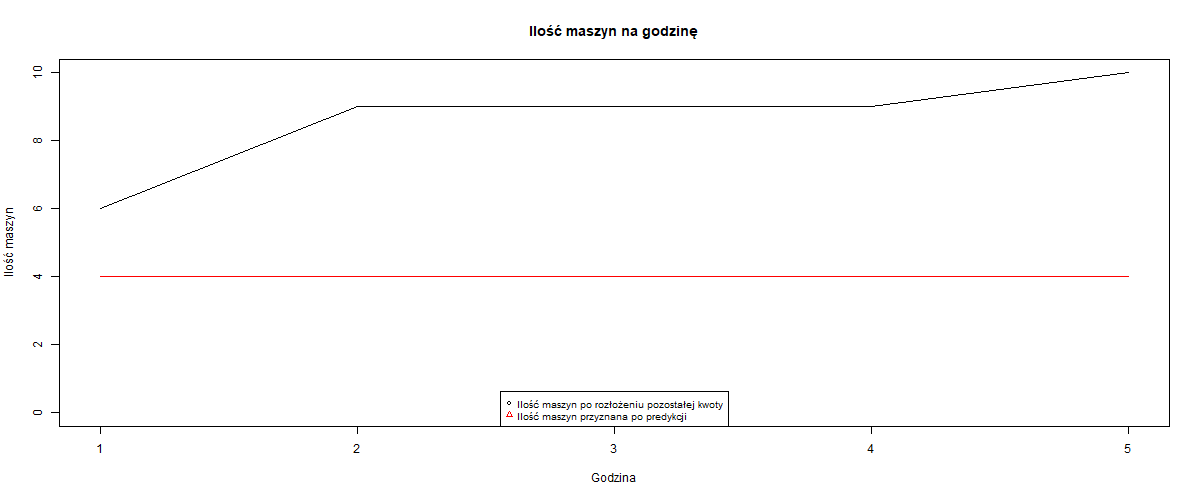 Ilość maszyn na godzinę
Ilość maszyn
10
8
6
4
2
0
Ilość maszyn po rozłożeniu pozostałej kwoty
Ilość maszyn przyznana po predykcji
1 2 3 4 5
Godzina